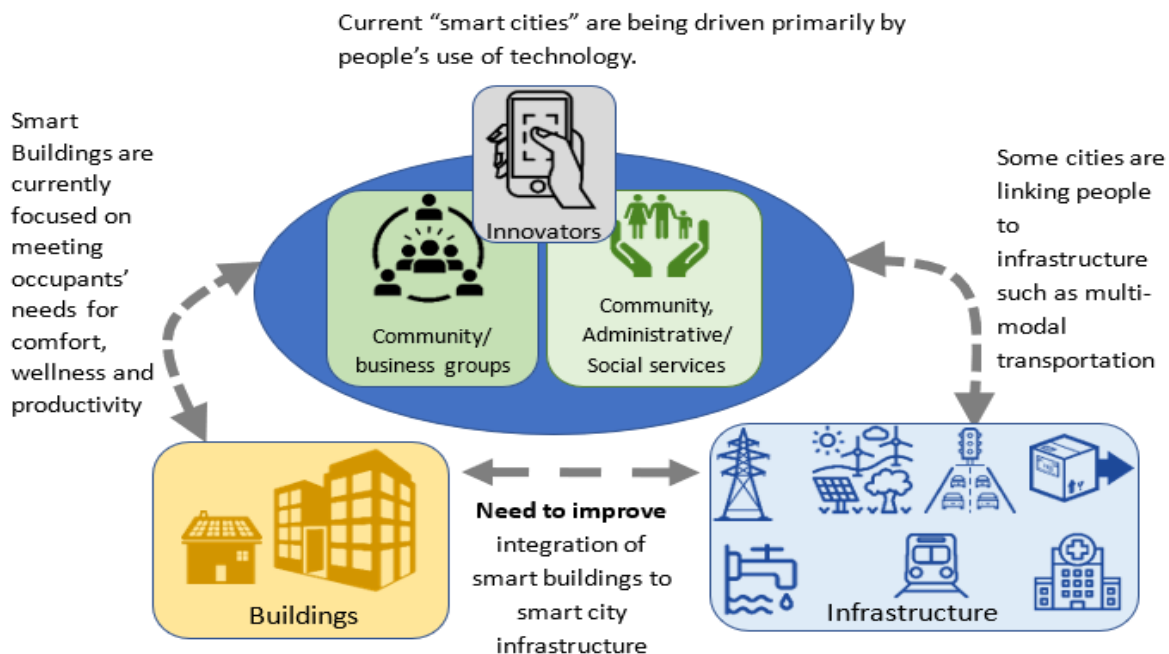 Current “smart cities” are being driven primarily by
people’s use of technology.
Smart
Buildings are
currently
focused on
meeting
occupants’
needs for
comfort,
wellness and
productivity
Innovators
Community/
business groups
Community,
Administrative/
Social services
Some cities are
linking people
to
infrastructure
such as multi-
modal
transportation
Buildings
Need to improve
integration of
smart buildings to
smart city
infrastructure
Infrastructure